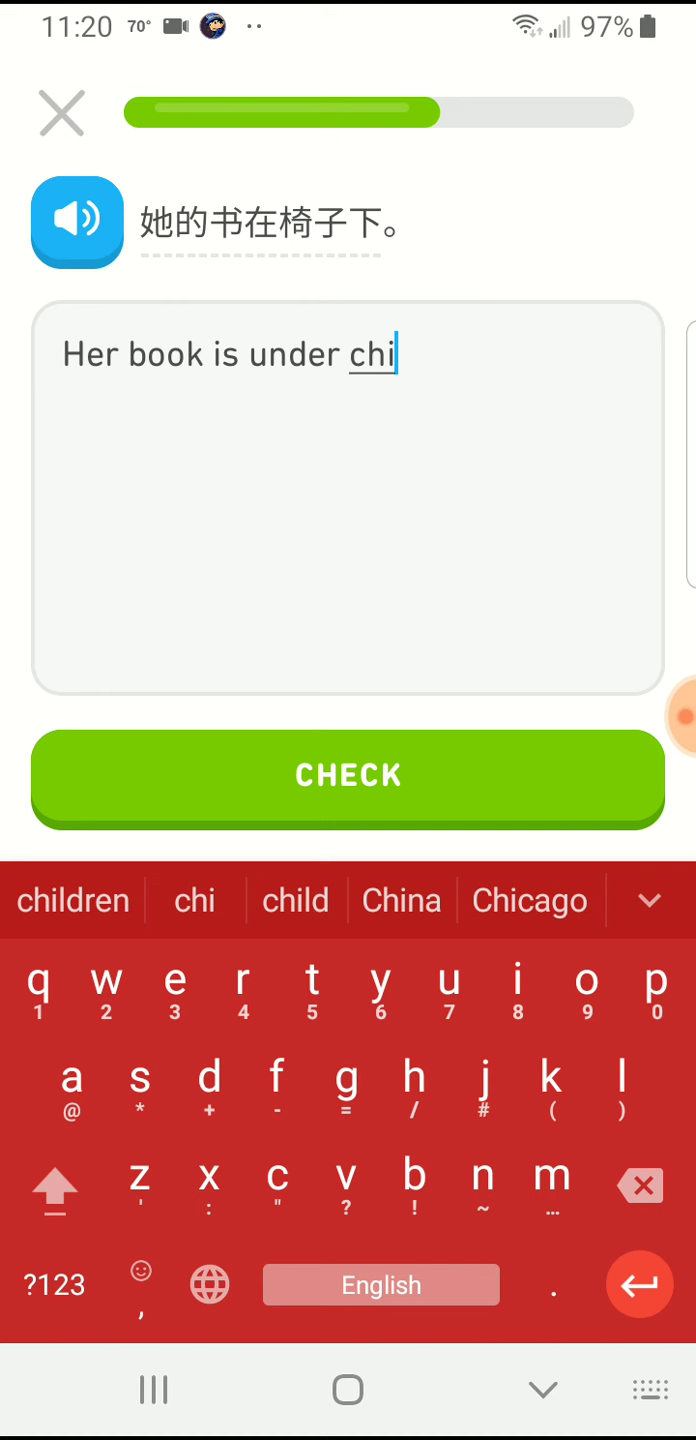 11:20 70° 97%
她的书在椅子下。
Her book is under chi
CHECK
children chi child China Chicago
q w e r t y u i o p
1 2 3 4 5 6 7 8 9 0
a s d f g h j k l
@ * + - = / # ( )
z x c v b n m
' : " ? ! ~ …
?123 , English .